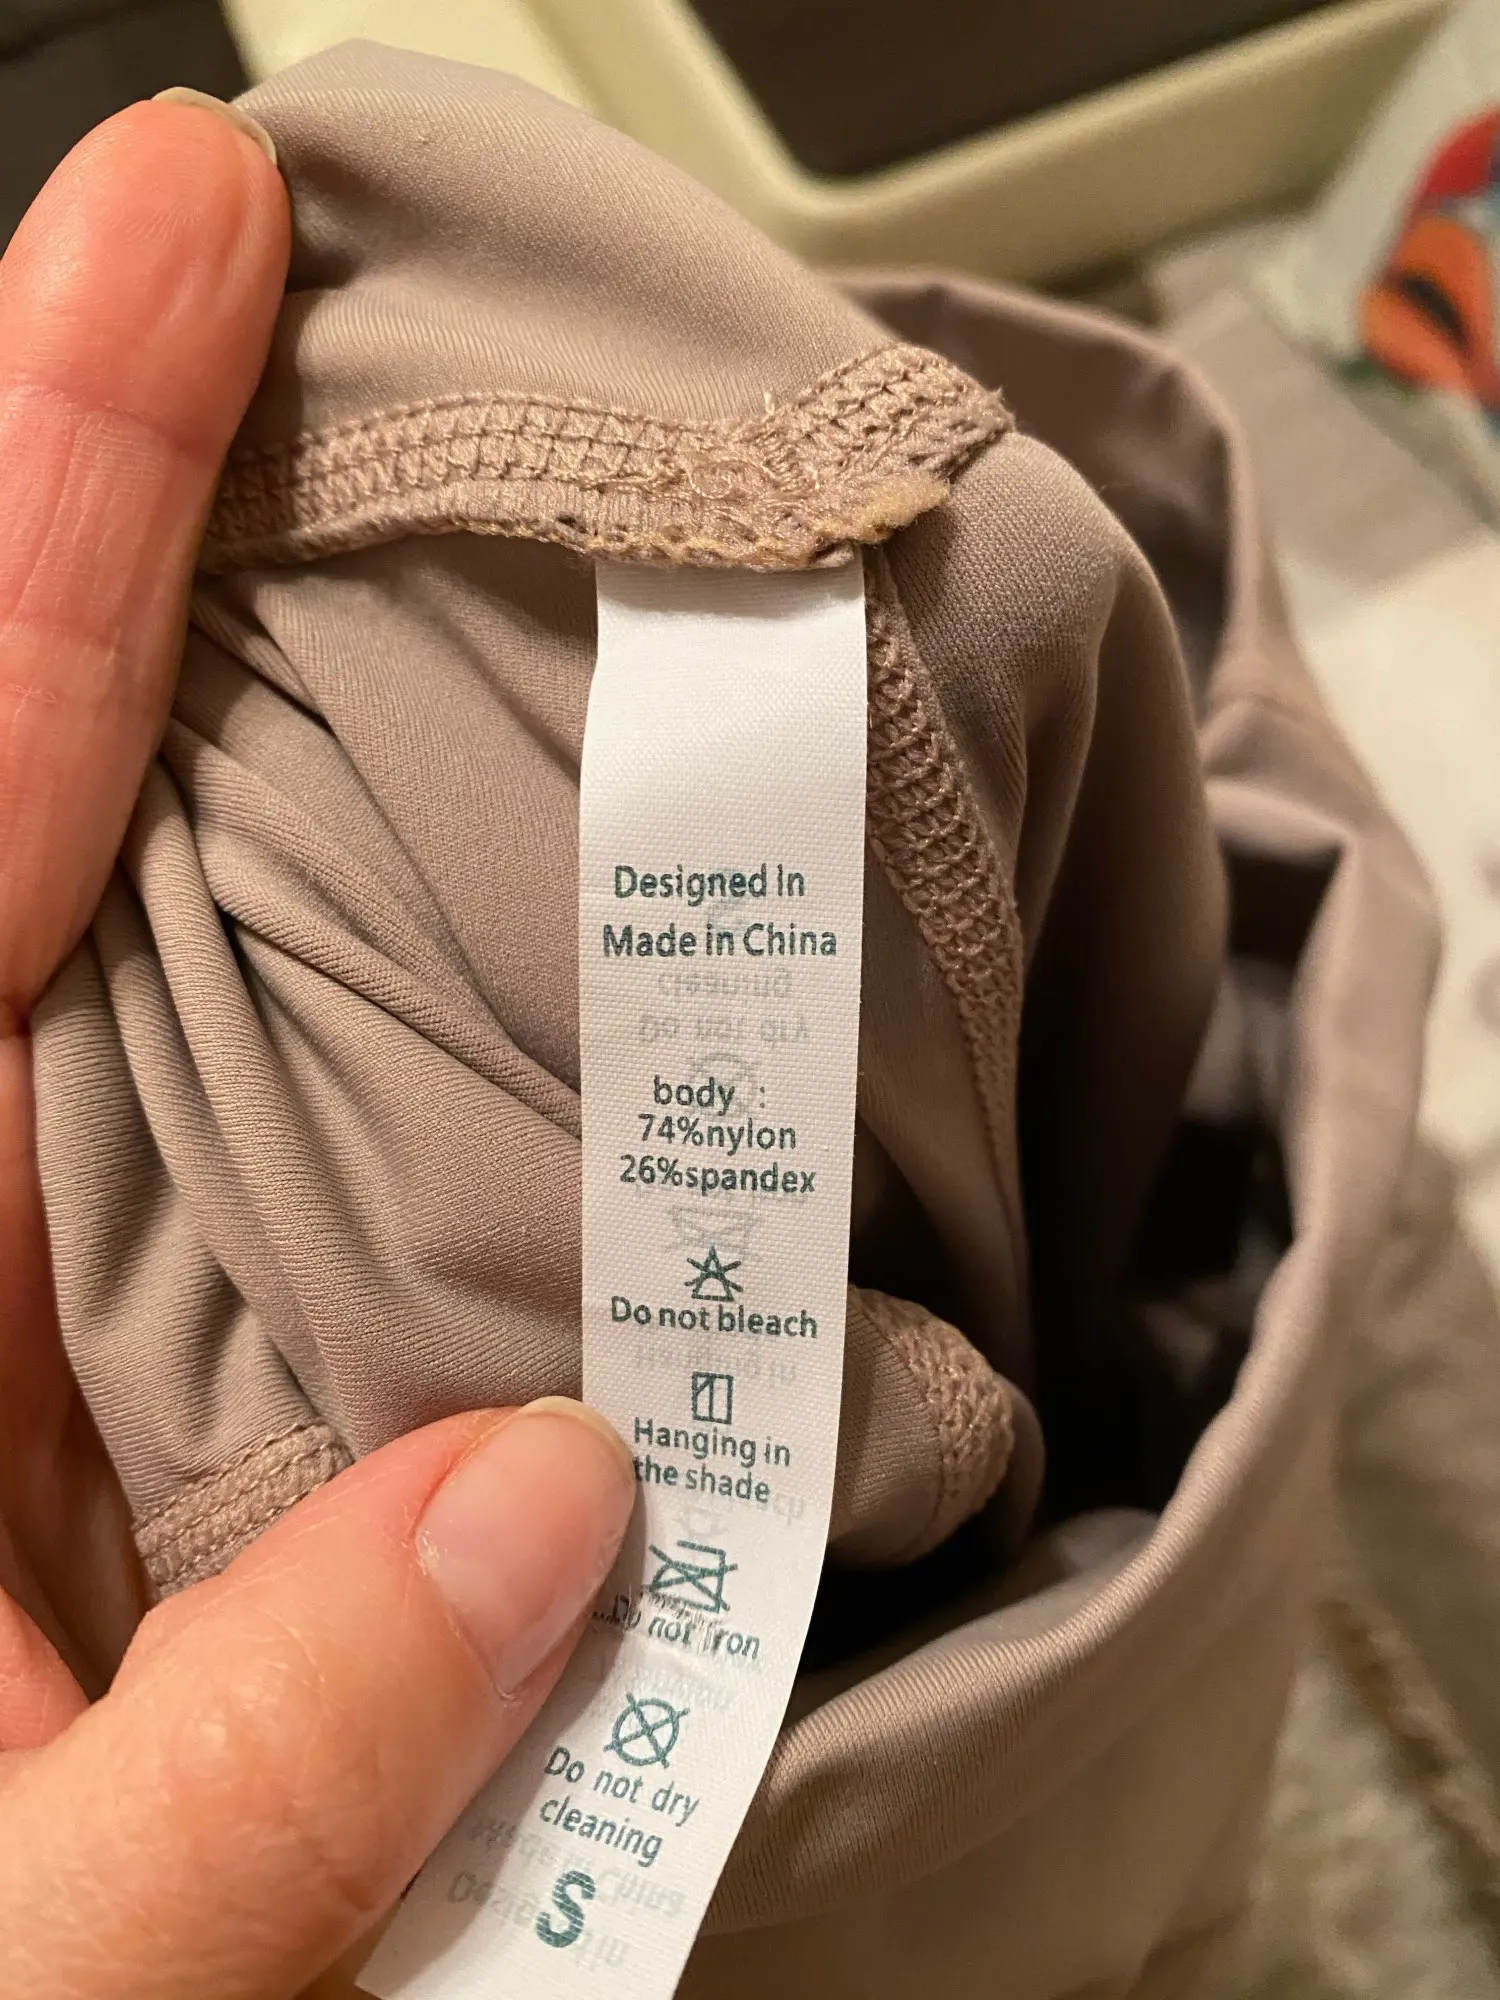 Designed In
Made in China
body :
74%nylon
26%spandex
Do not bleach
Hanging in
the shade
Do not iron
Do not dry
cleaning
S